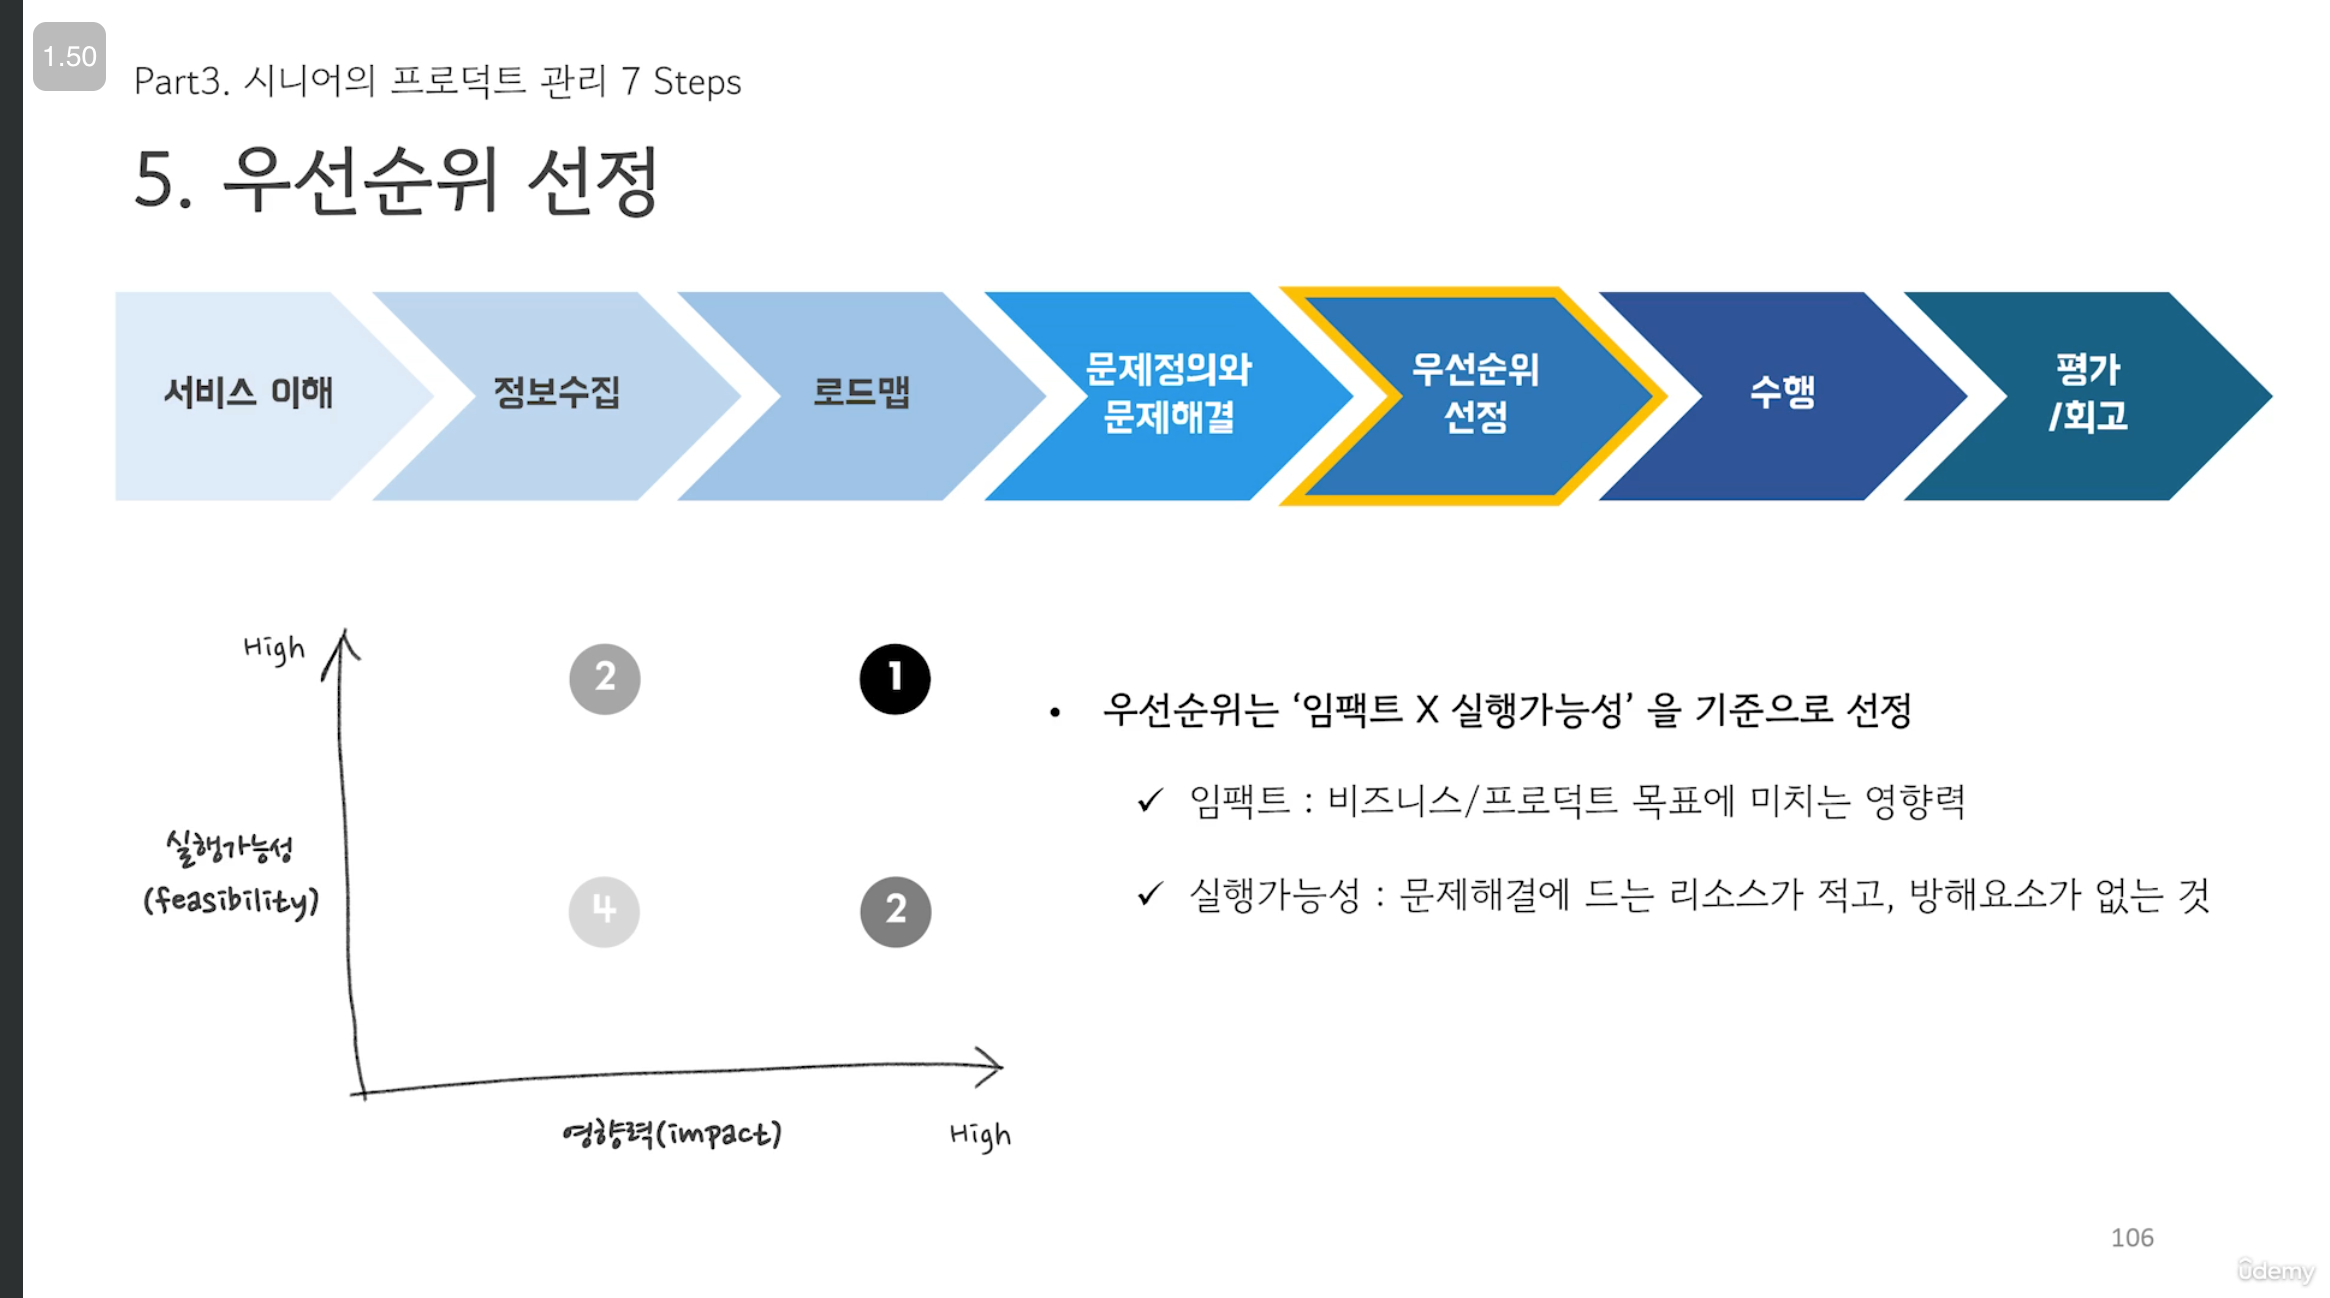 1.50
Part3. 시니어의 프로덕트 관리 7 Steps
5. 우선순위 선정
서비스 이해
정보수집
로드맵
문제정의와
문제해결
우선순위
선정
수행
평가
/회고
High
2
1
실행가능성
(feasibility)
4
2
영향력(impact)
High
• 우선순위는 ‘임팩트 X 실행가능성’ 을 기준으로 선정
✓ 임팩트 : 비즈니스/프로덕트 목표에 미치는 영향력
✓ 실행가능성 : 문제해결에 드는 리소스가 적고, 방해요소가 없는 것
106
ûdemy